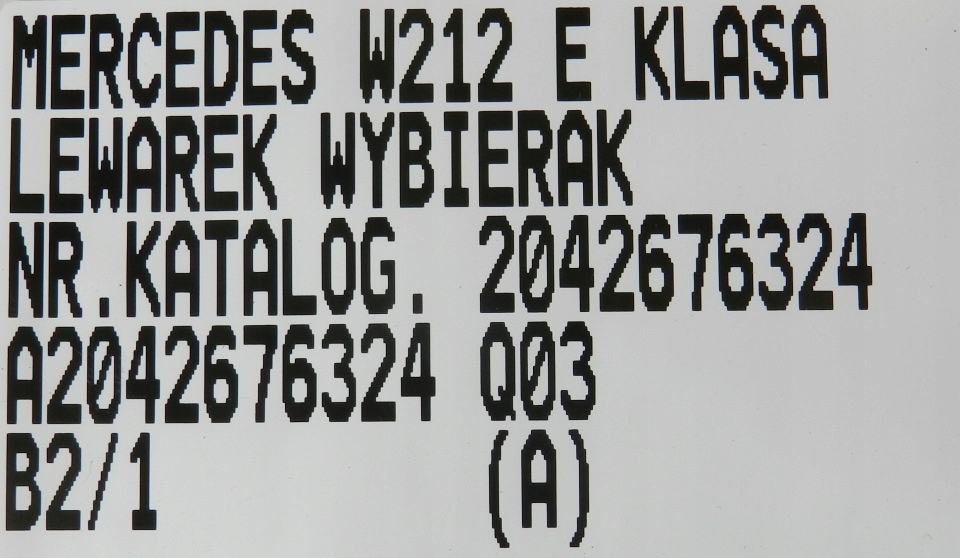 MERCEDES W212 E KLASA
LEWAREK WYBIERAK
NR.KATALOG. 2042676324
A2042676324 Q03
B2/1 (A)